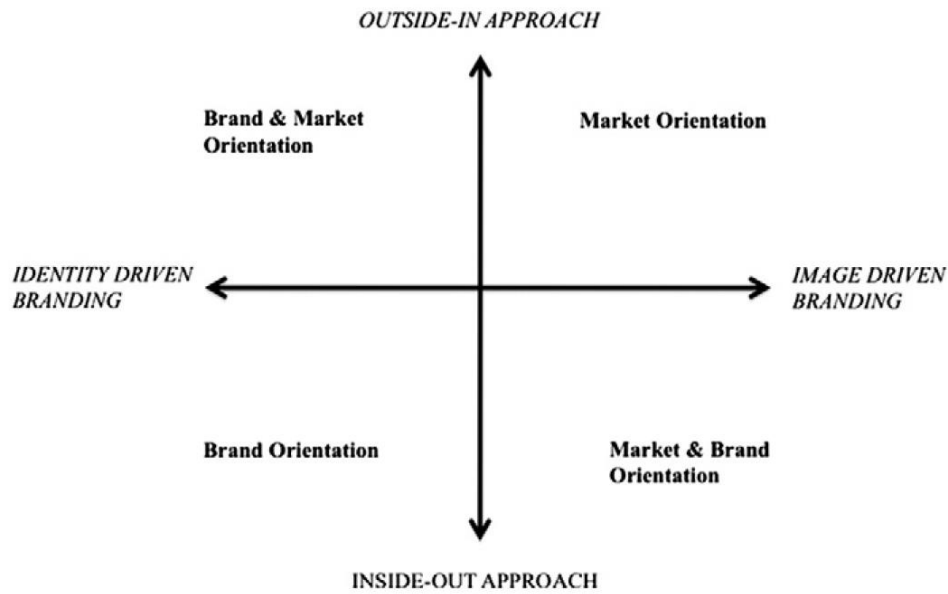 OUTSIDE-IN APPROACH
Brand & Market
Orientation
Market Orientation
IDENTITY DRIVEN
BRANDING
IMAGE DRIVEN
BRANDING
Brand Orientation
Market & Brand
Orientation
INSIDE-OUT APPROACH